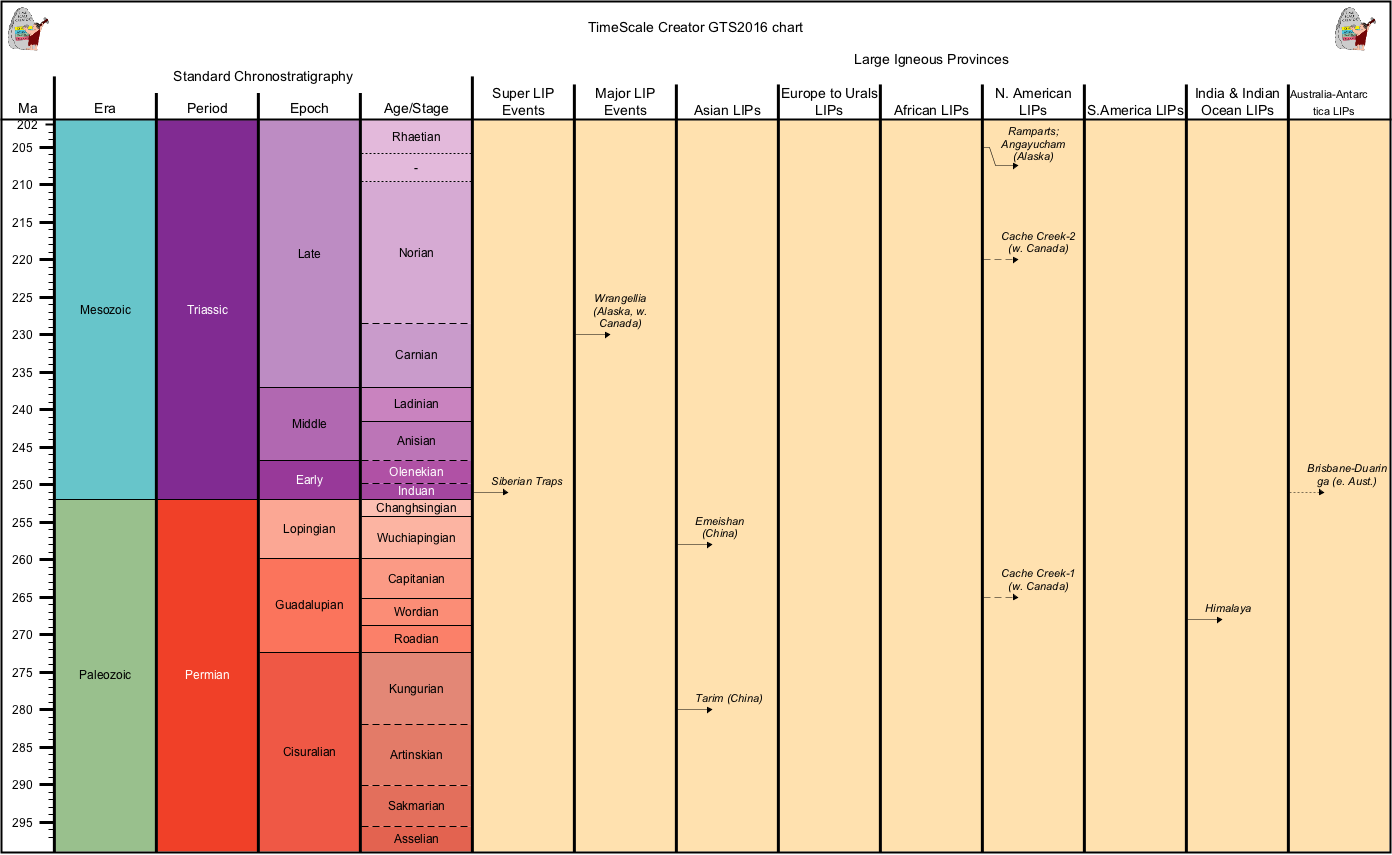 TimeScale Creator GTS2016 chart
Large Igneous Provinces
Standard Chronostratigraphy
Ma
Era
Period
Epoch
Age/Stage
Super LIP
Events
Major LIP
Events
Asian LIPs
Europe to Urals
LIPs
African LIPs
N. American
LIPs
S.America LIPs
India & Indian
Ocean LIPs
Australia-Antarc
tica LIPs
202
205
210
215
220
225
230
235
240
245
250
255
260
265
270
275
280
285
290
295
Mesozoic
Paleozoic
Triassic
Permian
Late
Middle
Early
Lopingian
Guadalupian
Cisuralian
Rhaetian
-
Norian
Carnian
Ladinian
Anisian
Olenekian
Induan
Changhsingian
Wuchiapingian
Capitanian
Wordian
Roadian
Kungurian
Artinskian
Sakmarian
Asselian
Siberian Traps
Wrangellia
(Alaska, w.
Canada)
Emeishan
(China)
Tarim (China)
Ramparts;
Angayucham
(Alaska)
Cache Creek-2
(w. Canada)
Cache Creek-1
(w. Canada)
Himalaya
Brisbane-Duarin
ga (e. Aust.)